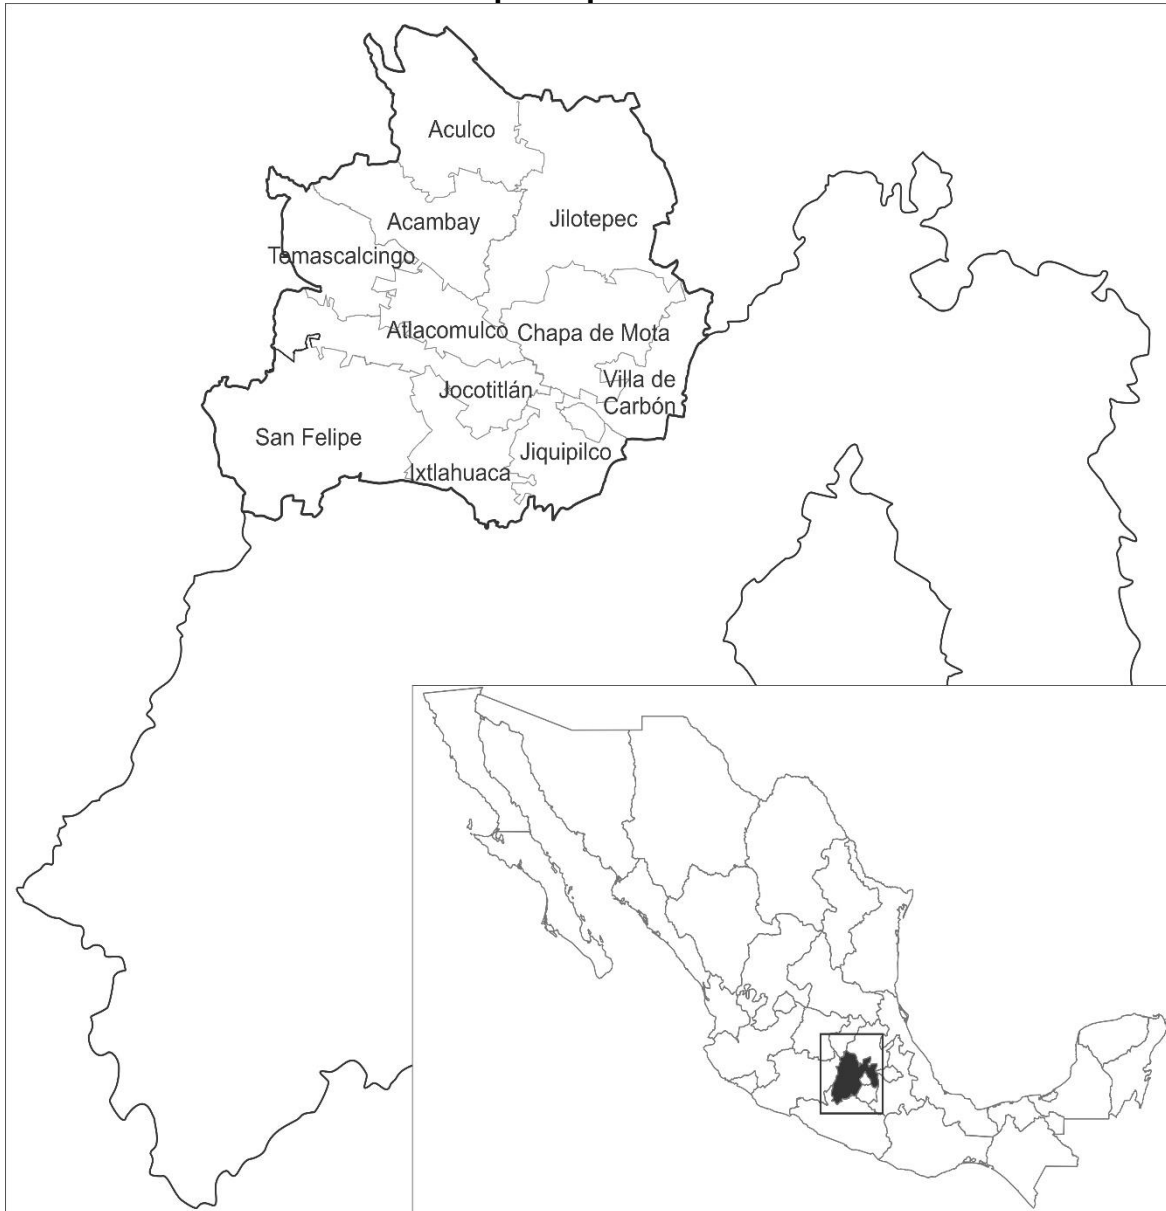 Aculco
Acambay
Jilotepec
Temascalcingo
Atlacomulco
Chapa de Mota
Jocotitlán
Villa de
Carbón
San Felipe
Jiquipilco
Ixtlahuaca